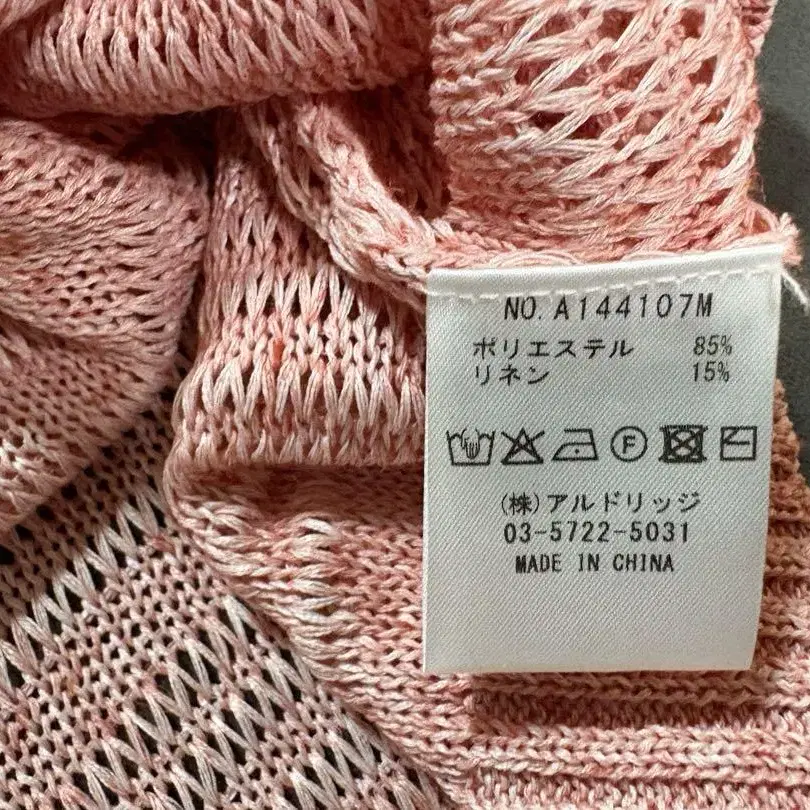 NO. A144107M
ポリエステル 85%
リネン 15%
F
(株)アルドリッジ
03-5722-5031
MADE IN CHINA